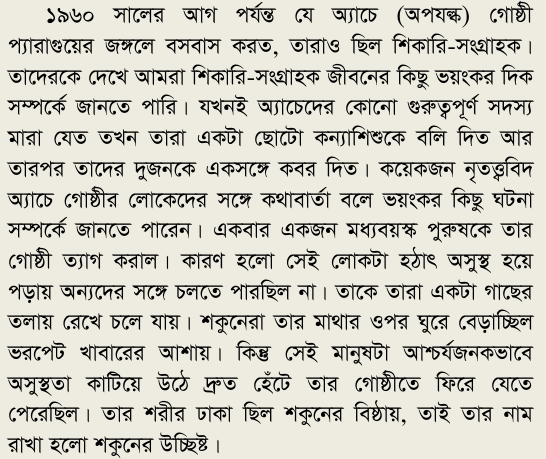 ১৯৬০ সালের আগ পর্যন্ত যে অ্যাচে (অপযল্ক) গোষ্ঠী
প্যারাগুয়ের জঙ্গলে বসবাস করত, তারাও ছিল শিকারি-সংগ্রাহক।
তাদেরকে দেখে আমরা শিকারি-সংগ্রাহক জীবনের কিছু ভয়ংকর দিক
সম্পর্কে জানতে পারি। যখনই অ্যাচেদের কোনো গুরুত্বপূর্ণ সদস্য
মারা যেত তখন তারা একটা ছোটো কন্যাশিশুকে বলি দিত আর
তারপর তাদের দুজনকে একসঙ্গে কবর দিত। কয়েকজন নৃতত্ত্ববিদ
অ্যাচে গোষ্ঠীর লোকেদের সঙ্গে কথাবার্তা বলে ভয়ংকর কিছু ঘটনা
সম্পর্কে জানতে পারেন। একবার একজন মধ্যবয়স্ক পুরুষকে তার
গোষ্ঠী ত্যাগ করাল। কারণ হলো সেই লোকটা হঠাৎ অসুস্থ হয়ে
পড়ায় অন্যদের সঙ্গে চলতে পারছিল না। তাকে তারা একটা গাছের
তলায় রেখে চলে যায়। শকুনেরা তার মাথার ওপর ঘুরে বেড়াচ্ছিল
ভরপেট খাবারের আশায়। কিন্তু সেই মানুষটা আশ্চর্যজনকভাবে
অসুস্থতা কাটিয়ে উঠে দ্রুত হেঁটে তার গোষ্ঠীতে ফিরে যেতে
পেরেছিল। তার শরীর ঢাকা ছিল শকুনের বিষ্ঠায়, তাই তার নাম
রাখা হলো শকুনের উচ্ছিষ্ট।